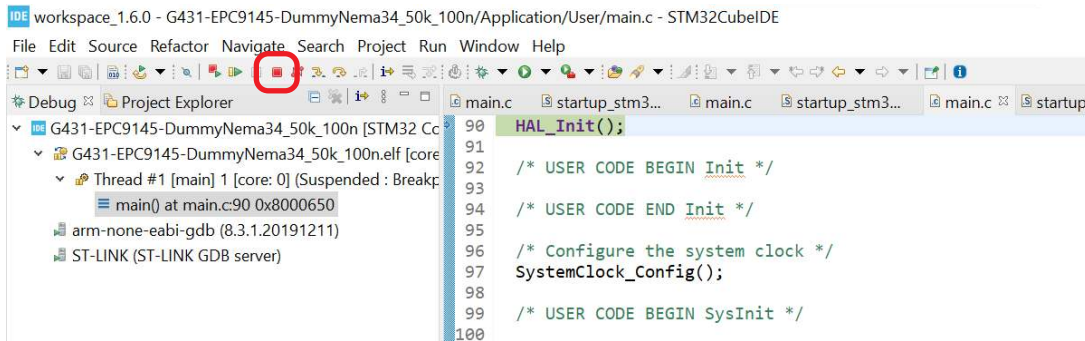 IDE workspace_1.6.0 - G431-EPC9145-DummyNema34_50k_100n/Application/User/main.c - STM32CubeIDE
File Edit Source Refactor Navigate Search Project Run Window Help
Debug Project Explorer
main.c startup_stm3... main.c startup_stm3... main.c startup
IDE G431-EPC9145-DummyNema34_50k_100n [STM32 Cc
G431-EPC9145-DummyNema34_50k_100n.elf [core
Thread #1 [main] 1 [core: 0] (Suspended : Breakp
main() at main.c:90 0x8000650
arm-none-eabi-gdb (8.3.1.20191211)
ST-LINK (ST-LINK GDB server)
90 HAL_Init();
91
92 /* USER CODE BEGIN Init */
93
94 /* USER CODE END Init */
95
96 /* Configure the system clock */
97 SystemClock_Config();
98
99 /* USER CODE BEGIN SysInit */
100